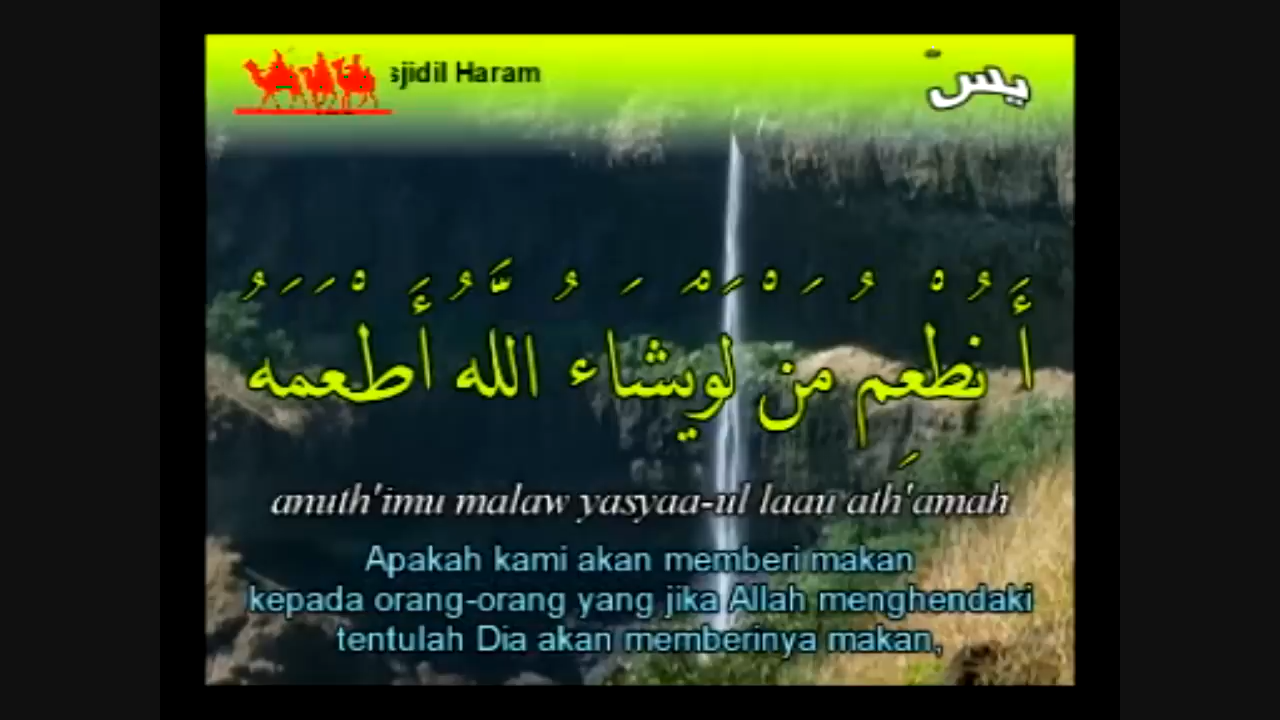 sjidil Haram
يسٓ
أَنُطْعِمُ مَنْ لَوْيَشَاءُ اللَّهُ أَطْعَمَهُ
anuth'imu malaw yasyaa-ul laau ath'amah
Apakah kami akan memberi makan
kepada orang-orang yang jika Allah menghendaki
tentulah Dia akan memberinya makan,